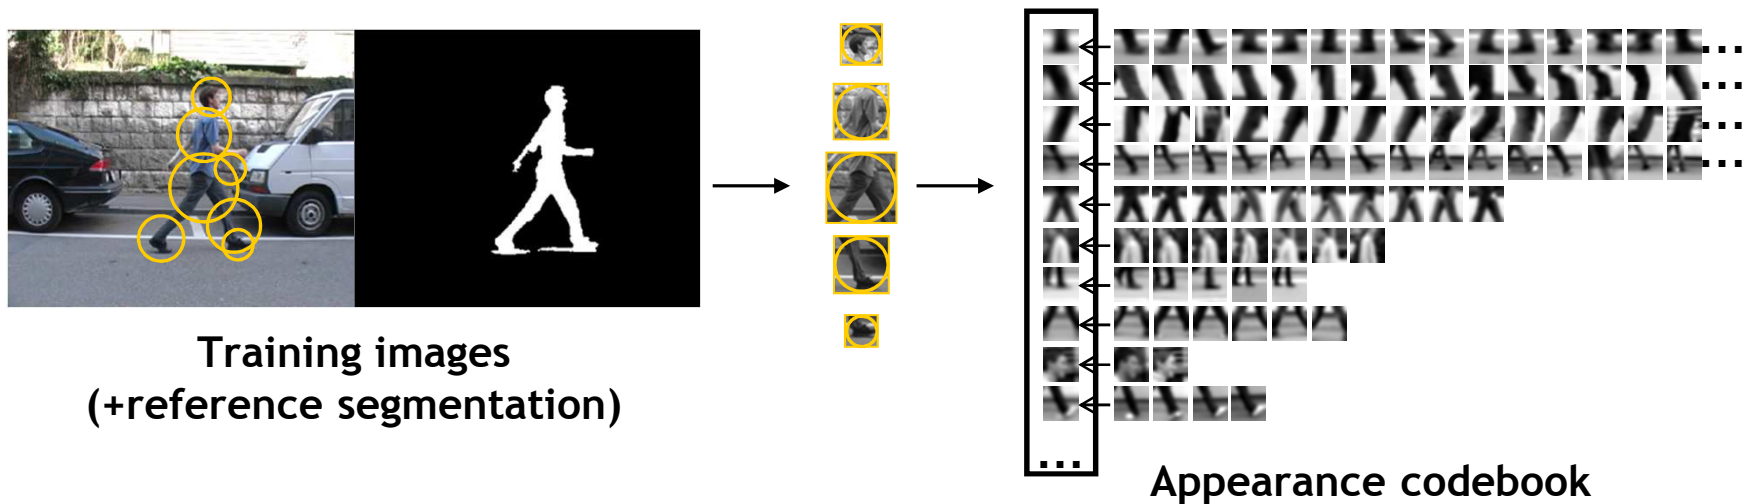 Training images
(+reference segmentation)
...
...
...
...
...
Appearance codebook